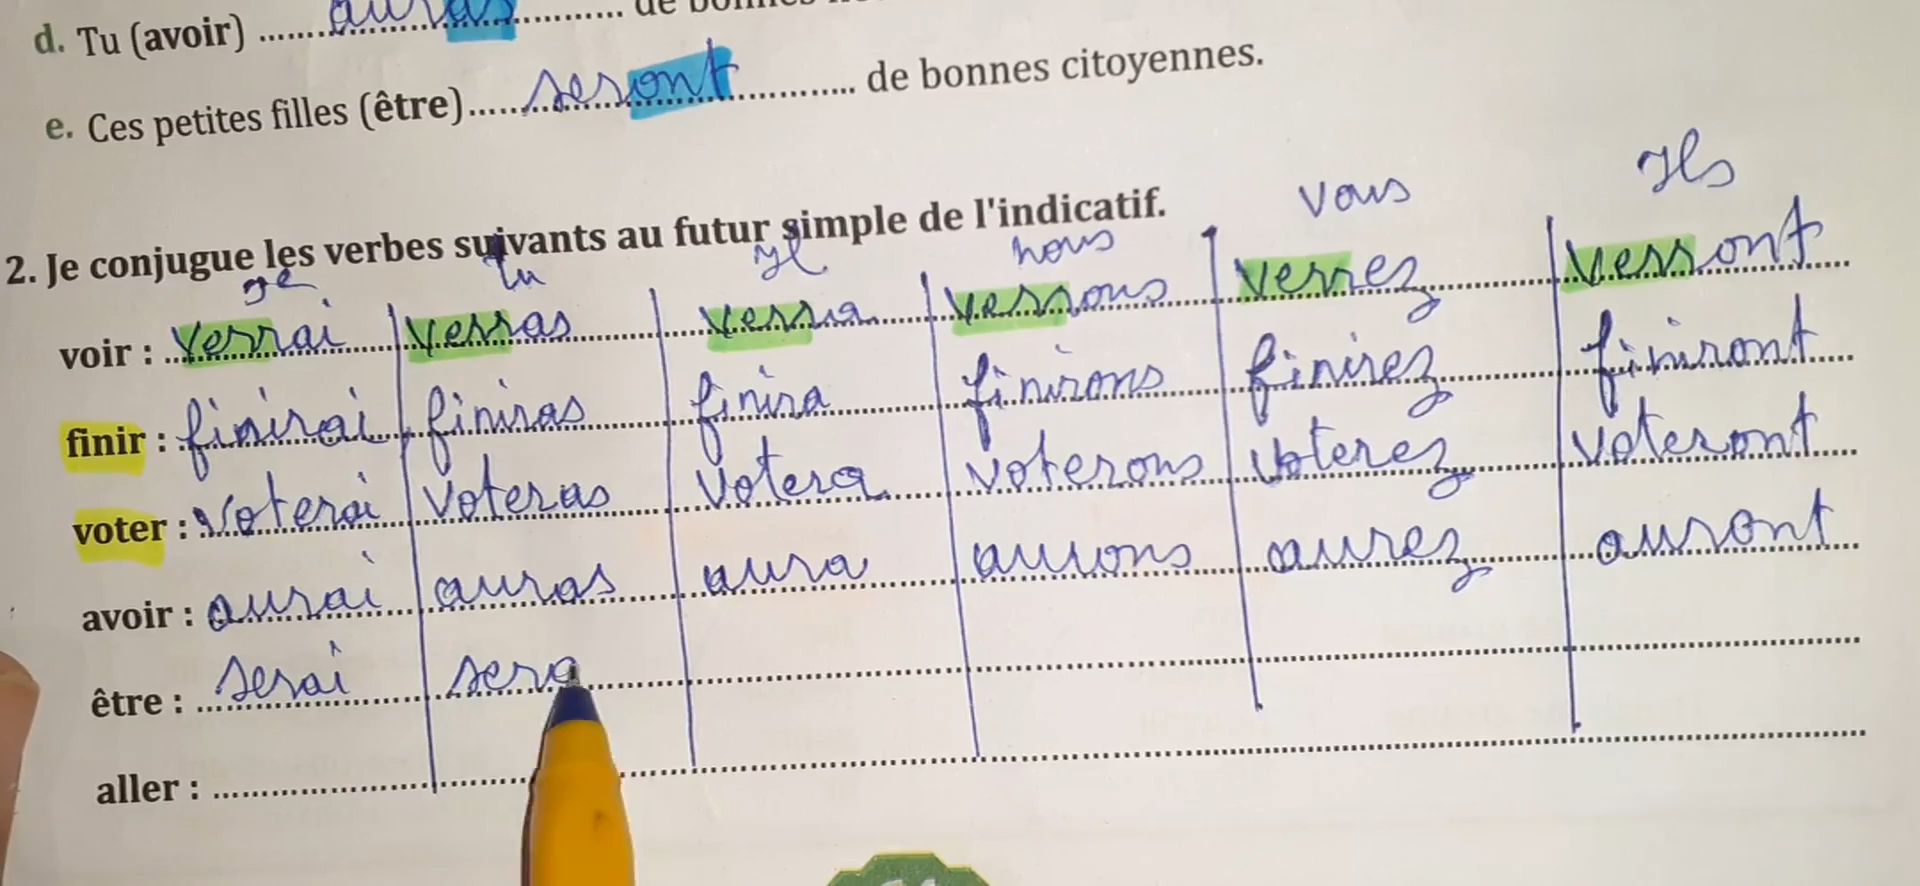 d. Tu (avoir) ...... auras ............ de
e. Ces petites filles (être)..... seront ............ de bonnes citoyennes.
2. Je conjugue les verbes suivants au futur simple de l'indicatif.
je tu il nous vous Ils
voir : verrai verras verra verrons verrez verront
finir : finirai finiras finira finirons finirez finiront
voter : voterai voteras votera voterons voterez voteront
avoir : aurai auras aura aurons aurez auront
être : serai sera
aller :